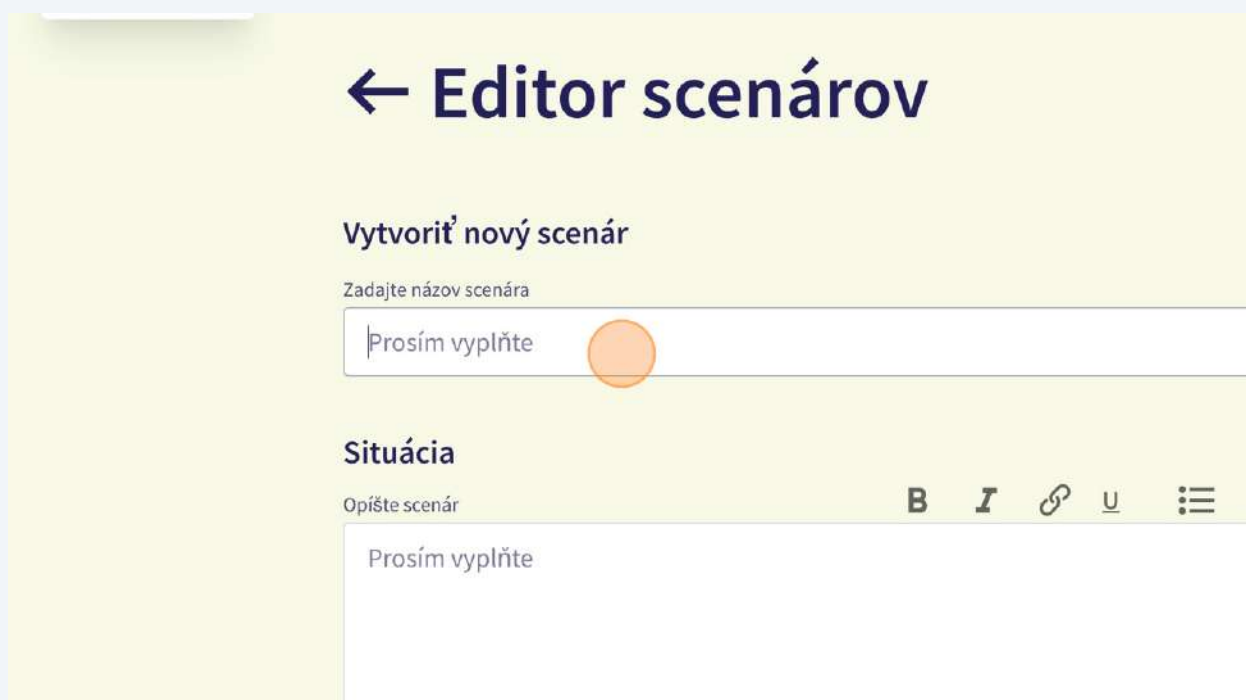 ← Editor scenárov
Vytvoriť nový scenár
Zadajte názov scenára
Prosím vyplňte
Situácia
Opíšte scenár
B I U
Prosím vyplňte